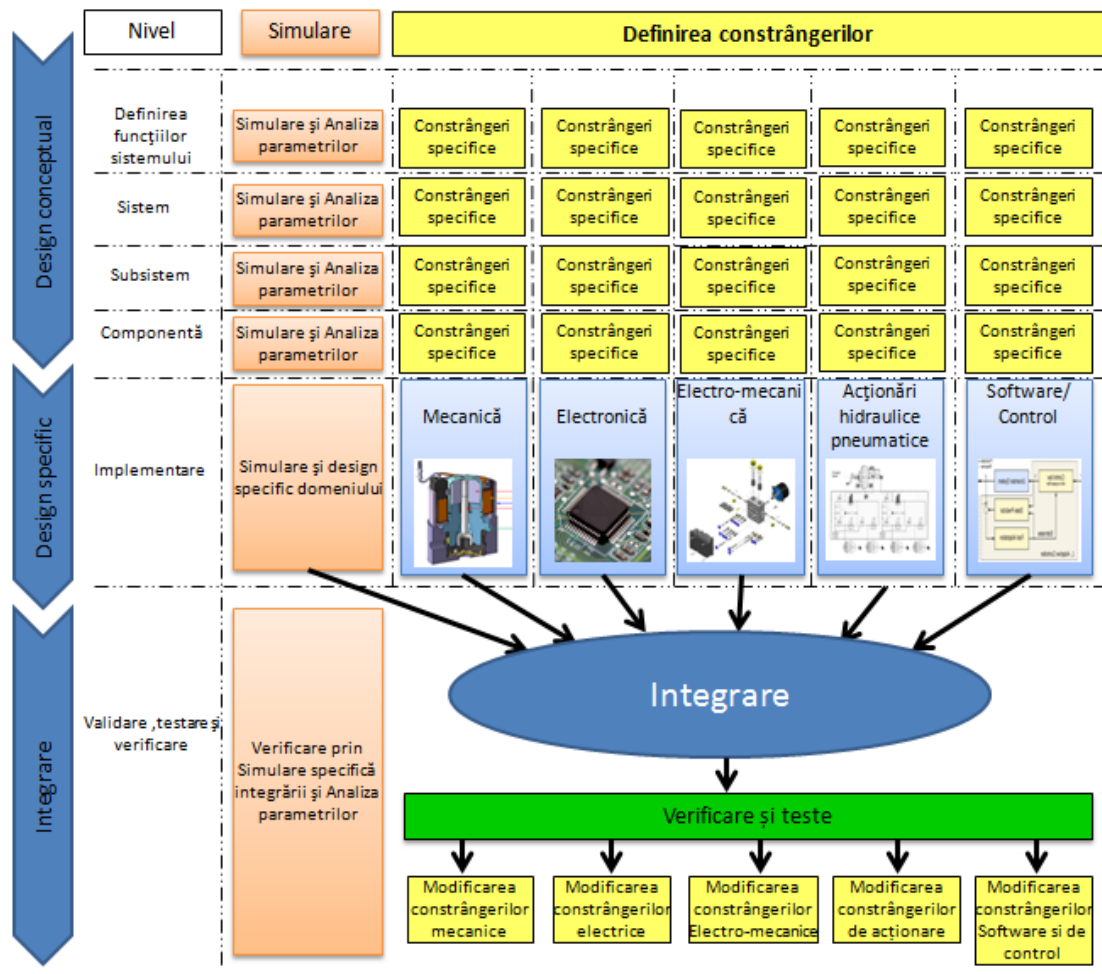 Nivel
Simulare
Definirea constrângerilor
Design conceptual
Definirea
funcţiilor
sistemului
Simulare şi Analiza
parametrilor
Constrângeri
specifice
Constrângeri
specifice
Constrângeri
specifice
Constrângeri
specifice
Constrângeri
specifice
Sistem
Simulare şi Analiza
parametrilor
Constrângeri
specifice
Constrângeri
specifice
Constrângeri
specifice
Constrângeri
specifice
Constrângeri
specifice
Subsistem
Simulare şi Analiza
parametrilor
Constrângeri
specifice
Constrângeri
specifice
Constrângeri
specifice
Constrângeri
specifice
Constrângeri
specifice
Componentă
Simulare şi Analiza
parametrilor
Constrângeri
specifice
Constrângeri
specifice
Constrângeri
specifice
Constrângeri
specifice
Constrângeri
specifice
Design specific
Implementare
Simulare şi design
specific domeniului
Mecanică
Electronică
Electro-mecani
că
Acţionări
hidraulice
pneumatice
Software/
Control
Integrare
Validare ,testare şi
verificare
Verificare prin
Simulare specifică
integrării şi Analiza
parametrilor
Integrare
Verificare și teste
Modificarea
constrângerilor
mecanice
Modificarea
constrângerilor
electrice
Modificarea
constrângerilor
Electro-mecanice
Modificarea
constrângerilor
de acționare
Modificarea
constrângerilor
Software si de
control